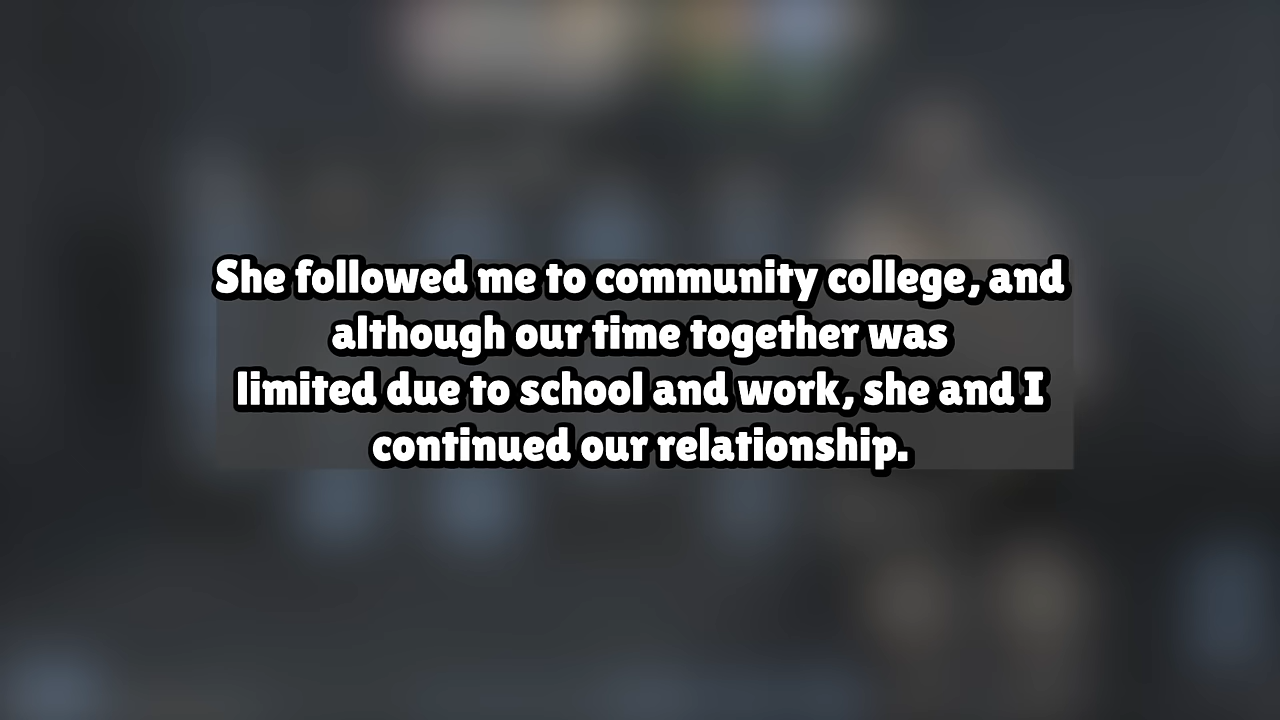 She followed me to community college, and
although our time together was
limited due to school and work, she and I
continued our relationship.